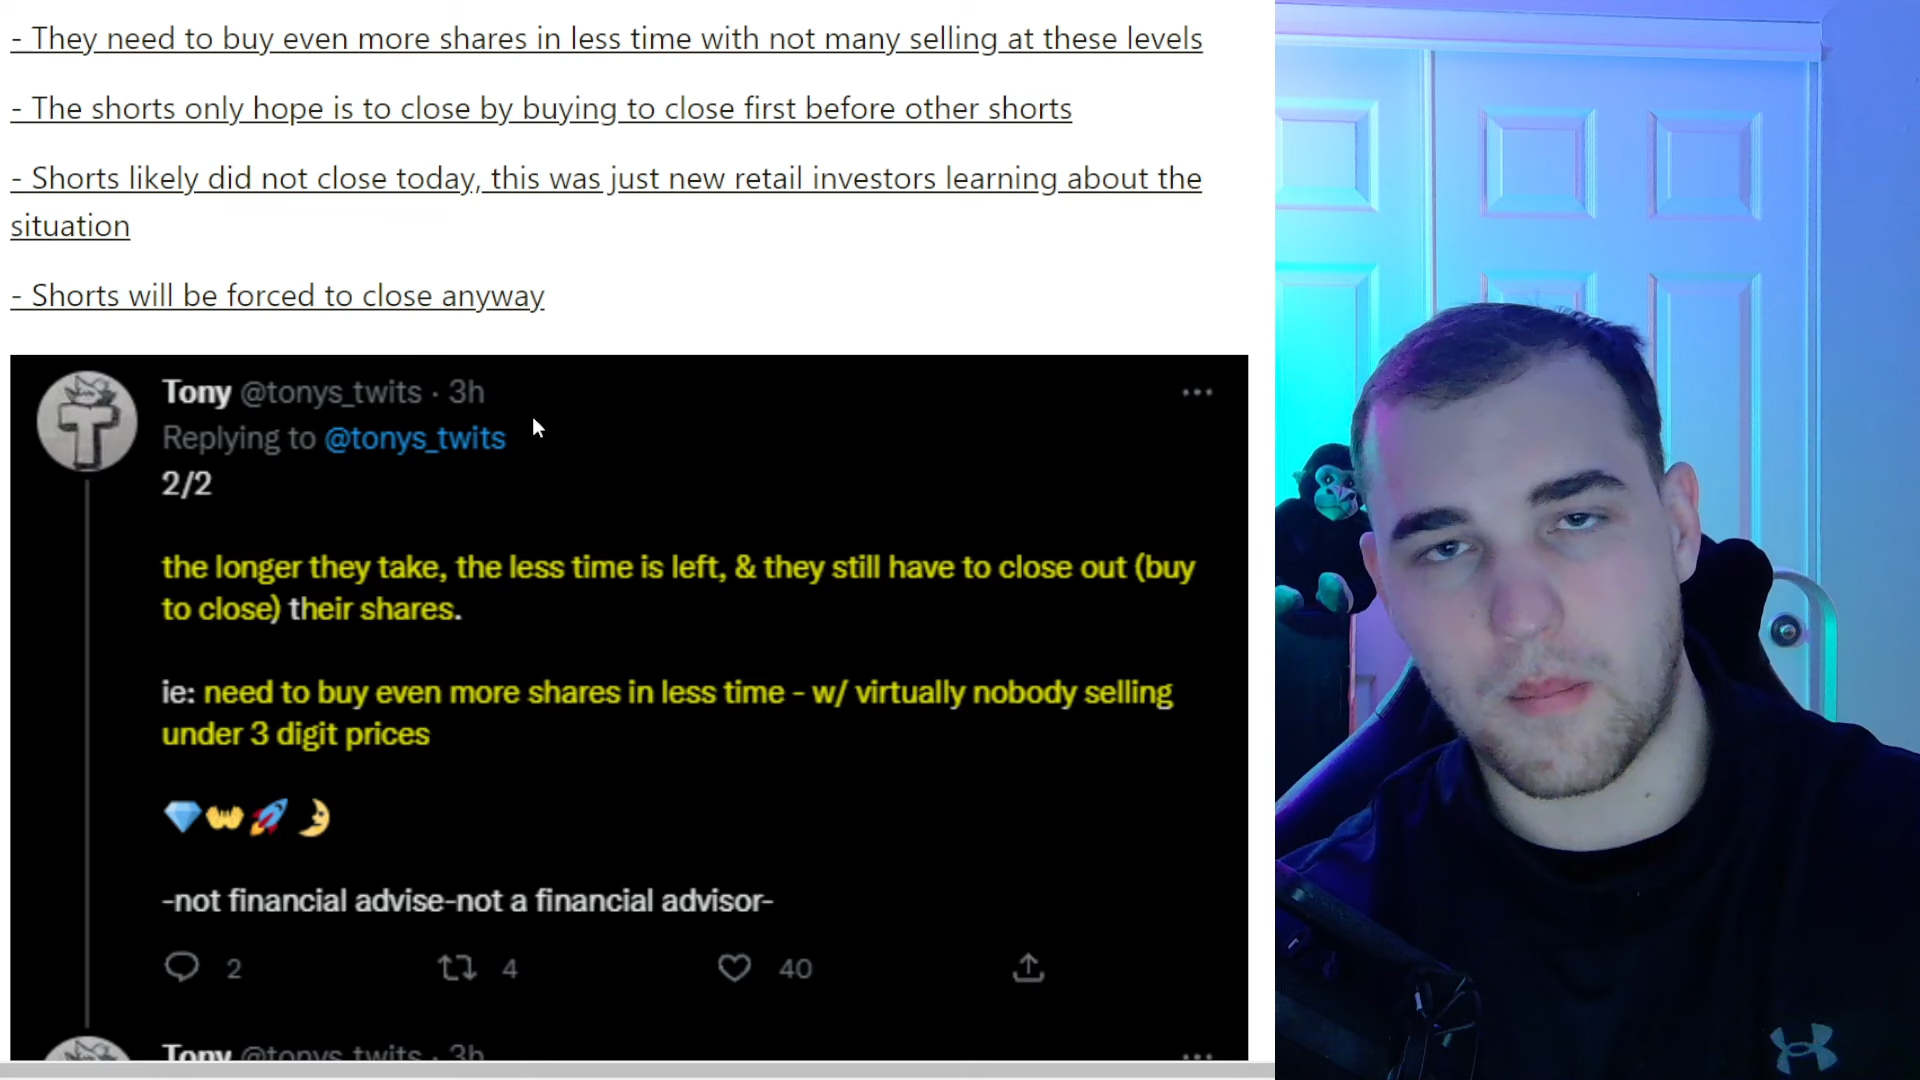 - They need to buy even more shares in less time with not many selling at these levels
- The shorts only hope is to close by buying to close first before other shorts
- Shorts likely did not close today, this was just new retail investors learning about the
situation
- Shorts will be forced to close anyway
Tony @tonys_twits · 3h
Replying to @tonys_twits
2/2
the longer they take, the less time is left, & they still have to close out (buy
to close) their shares.
ie: need to buy even more shares in less time - w/ virtually nobody selling
under 3 digit prices
💎👐🚀🌛
-not financial advise-not a financial advisor-
2 4 40
Tony @tonys_twits · 3h